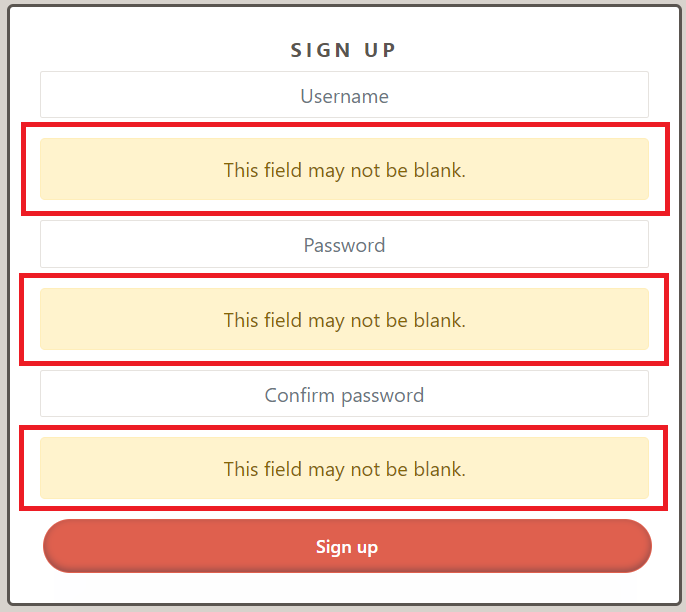 SIGN UP
Username
This field may not be blank.
Password
This field may not be blank.
Confirm password
This field may not be blank.
Sign up